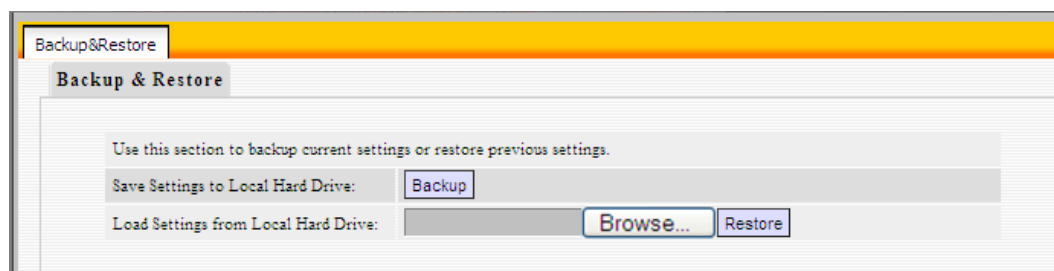 Backup&Restore
Backup & Restore
Use this section to backup current settings or restore previous settings.
Save Settings to Local Hard Drive: Backup
Load Settings from Local Hard Drive: Browse... Restore